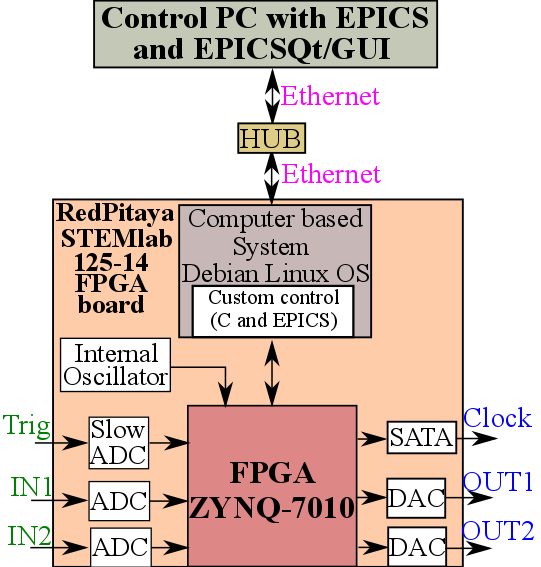 Control PC with EPICS
and EPICSQt/GUI
Ethernet
HUB
Ethernet
RedPitaya
STEMlab
125-14
FPGA
board
Computer based
System
Debian Linux OS
Custom control
(C and EPICS)
Internal
Oscillator
Trig
Slow
ADC
FPGA
ZYNQ-7010
SATA
Clock
IN1
ADC
DAC
OUT1
IN2
ADC
DAC
OUT2